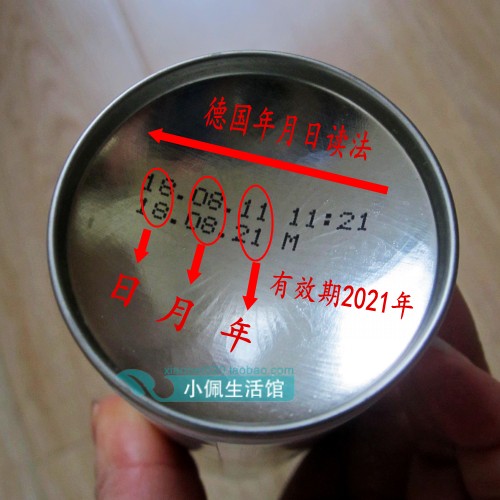 德国年月日读法
18.08.11 11:21
18.08.21 M
日 月 年
有效期2021年
小佩生活馆